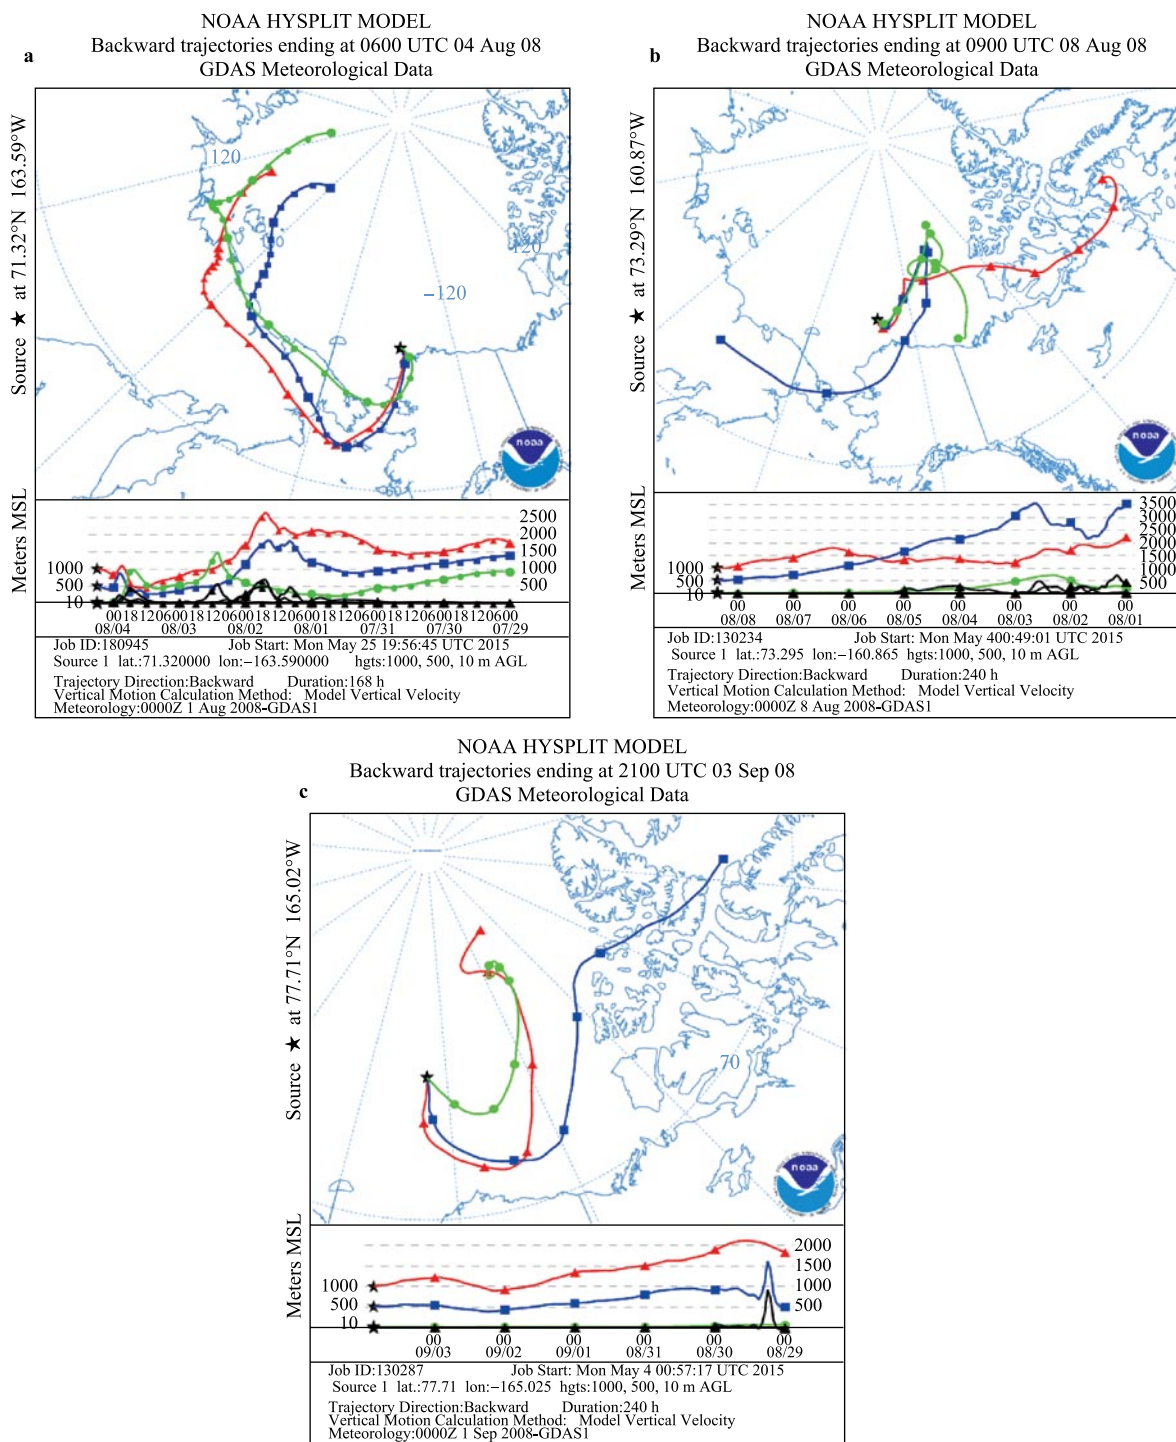 NOAA HYSPLIT MODEL
Backward trajectories ending at 0600 UTC 04 Aug 08
GDAS Meteorological Data
a
Source ★ at 71.32°N 163.59°W
120
120
−120
noaa
Meters MSL
2500
2000
1500
1000
1000
500
500
10
00 18 12 06 00 18 12 06 00 18 12 06 00 18 12 06 00 18 12 06 00 18 12 06 00
08/04 08/03 08/02 08/01 07/31 07/30 07/29
Job ID:180945 Job Start: Mon May 25 19:56:45 UTC 2015
Source 1 lat.:71.320000 lon:−163.590000 hgts:1000, 500, 10 m AGL
Trajectory Direction:Backward Duration:168 h
Vertical Motion Calculation Method: Model Vertical Velocity
Meteorology:0000Z 1 Aug 2008-GDAS1
NOAA HYSPLIT MODEL
Backward trajectories ending at 0900 UTC 08 Aug 08
GDAS Meteorological Data
b
Source ★ at 73.29°N 160.87°W
noaa
Meters MSL
3500
3000
2500
2000
1500
1000
1000
500
500
10
00 00 00 00 00 00 00 00
08/08 08/07 08/06 08/05 08/04 08/03 08/02 08/01
Job ID:130234 Job Start: Mon May 400:49:01 UTC 2015
Source 1 lat.:73.295 lon:−160.865 hgts:1000, 500, 10 m AGL
Trajectory Direction:Backward Duration:240 h
Vertical Motion Calculation Method: Model Vertical Velocity
Meteorology:0000Z 8 Aug 2008-GDAS1
NOAA HYSPLIT MODEL
Backward trajectories ending at 2100 UTC 03 Sep 08
GDAS Meteorological Data
c
Source ★ at 77.71°N 165.02°W
70
noaa
Meters MSL
2000
1500
1000
1000
500
500
10
00 00 00 00 00 00
09/03 09/02 09/01 08/31 08/30 08/29
Job ID:130287 Job Start: Mon May 4 00:57:17 UTC 2015
Source 1 lat.:77.71 lon:−165.025 hgts:1000, 500, 10 m AGL
Trajectory Direction:Backward Duration:240 h
Vertical Motion Calculation Method: Model Vertical Velocity
Meteorology:0000Z 1 Sep 2008-GDAS1